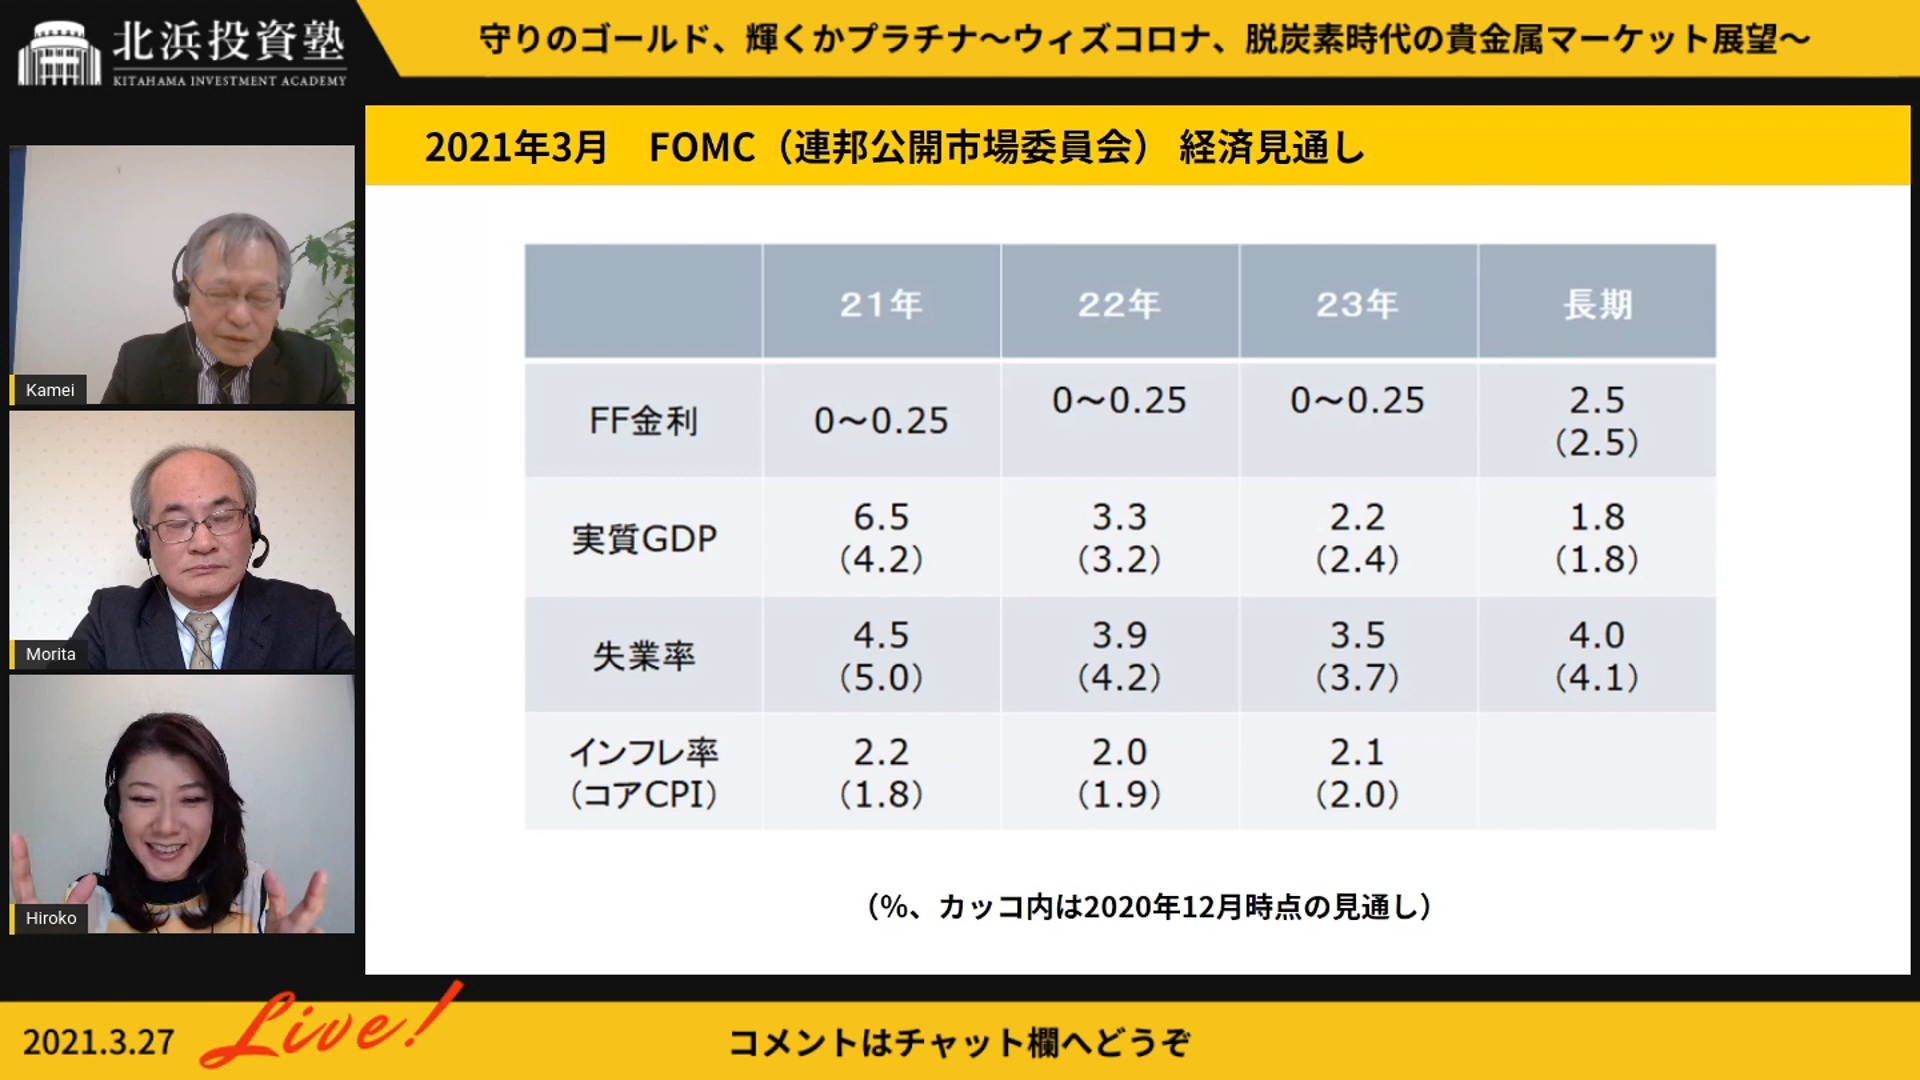 北浜投資塾
KITAHAMA INVESTMENT ACADEMY
守りのゴールド、輝くかプラチナ～ウィズコロナ、脱炭素時代の貴金属マーケット展望～
2021年3月　FOMC（連邦公開市場委員会） 経済見通し
21年 22年 23年 長期
FF金利 0～0.25 0～0.25 0～0.25 2.5
（2.5）
実質GDP 6.5 3.3 2.2 1.8
（4.2） （3.2） （2.4） （1.8）
失業率 4.5 3.9 3.5 4.0
（5.0） （4.2） （3.7） （4.1）
インフレ率 2.2 2.0 2.1
（コアCPI） （1.8） （1.9） （2.0）
（%、カッコ内は2020年12月時点の見通し）
Kamei
Morita
Hiroko
2021.3.27
Live!
コメントはチャット欄へどうぞ